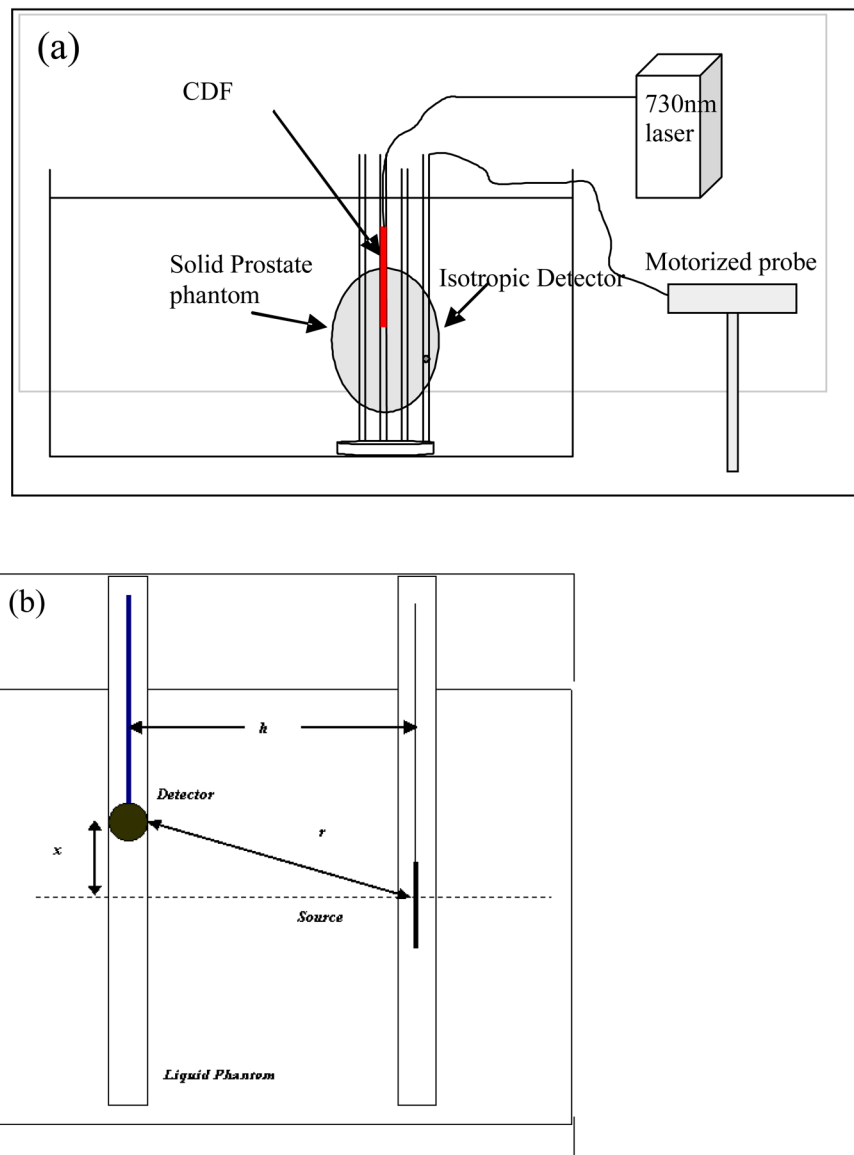 (a)
CDF
730nm
laser
Solid Prostate
phantom
Isotropic Detector
Motorized probe
(b)
h
Detector
x
r
Source
Liquid Phantom